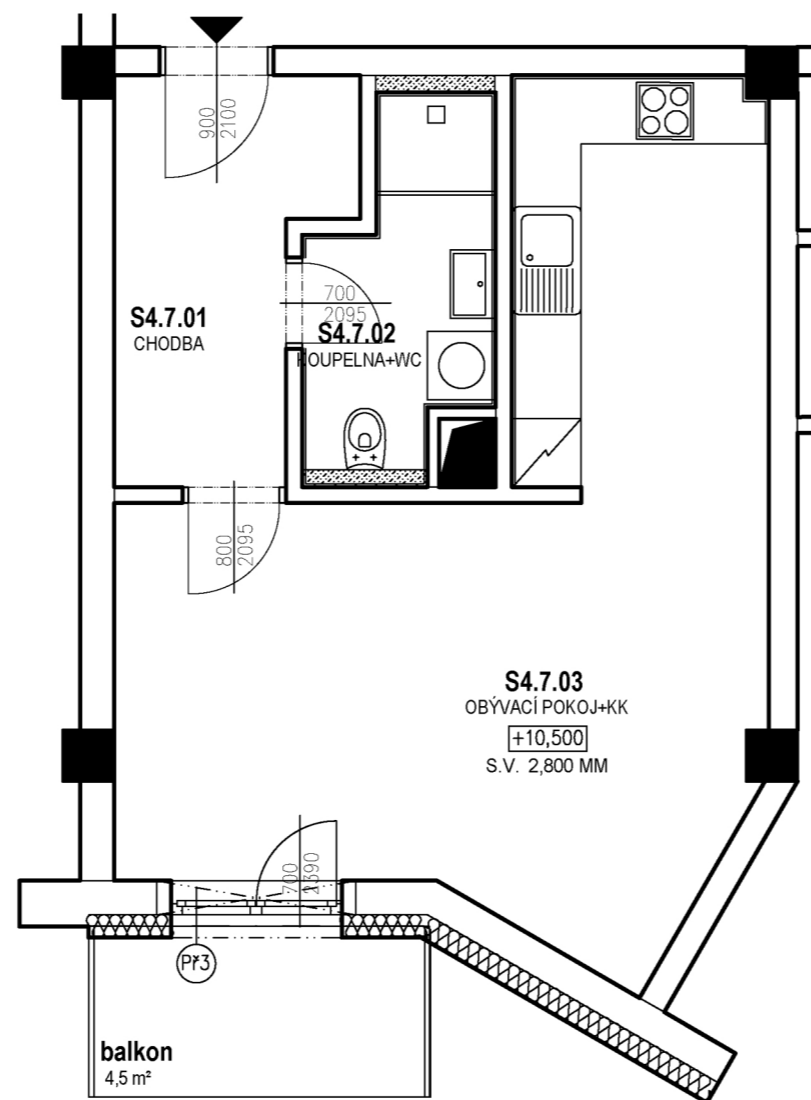 900
2100
S4.7.01
CHODBA
700
2095
S4.7.02
KOUPELNA+WC
800
2095
S4.7.03
OBÝVACÍ POKOJ+KK
+10,500
S.V. 2,800 MM
700
2390
Př3
balkon
4,5 m²